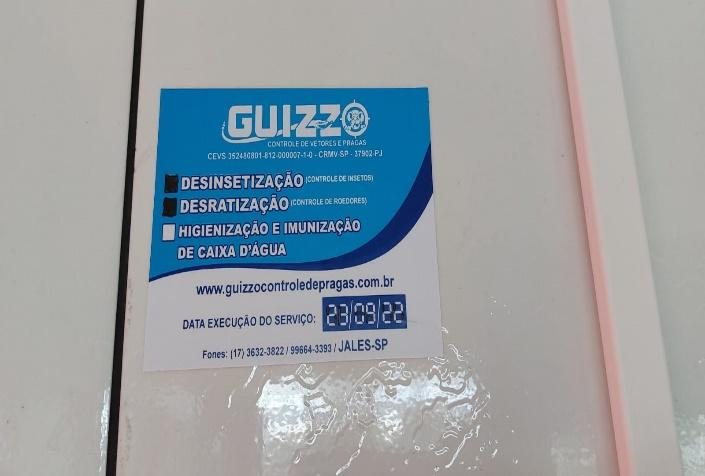 GUIZZO
CONTROLE DE VETORES E PRAGAS
CEVS 352480801-812-000007-1-0 - CRMV-SP - 37902-PJ
DESINSETIZAÇÃO (CONTROLE DE INSETOS)
DESRATIZAÇÃO (CONTROLE DE ROEDORES)
HIGIENIZAÇÃO E IMUNIZAÇÃO
DE CAIXA D'ÁGUA
www.guizzocontroledepragas.com.br
DATA EXECUÇÃO DO SERVIÇO: 23/09/22
Fones: (17) 3632-3822 / 99664-3393 / JALES-SP